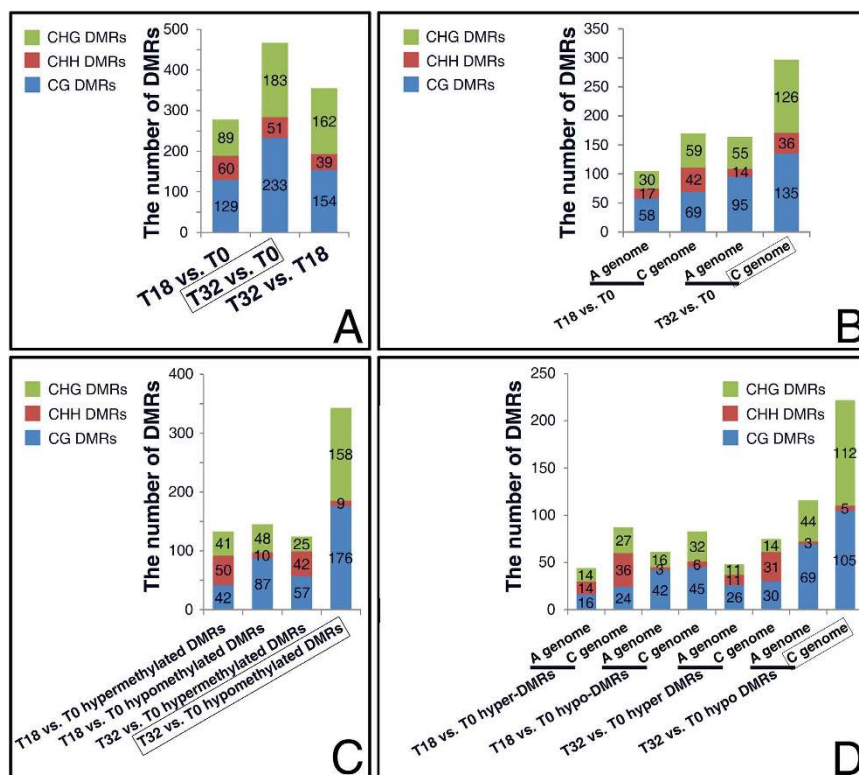 The number of DMRs
CHG DMRs
CHH DMRs
CG DMRs
500
400
300
200
100
0
89
60
129
183
51
233
162
39
154
T18 vs. T0
T32 vs. T0
T32 vs. T18
A
The number of DMRs
CHG DMRs
CHH DMRs
CG DMRs
350
300
250
200
150
100
50
0
30
17
58
59
42
69
55
14
95
126
36
135
A genome
C genome
A genome
C genome
T18 vs. T0
T32 vs. T0
B
The number of DMRs
CHG DMRs
CHH DMRs
CG DMRs
400
300
200
100
0
41
50
42
48
10
87
25
42
57
158
9
176
T18 vs. T0 hypermethylated DMRs
T18 vs. T0 hypomethylated DMRs
T32 vs. T0 hypermethylated DMRs
T32 vs. T0 hypomethylated DMRs
C
The number of DMRs
CHG DMRs
CHH DMRs
CG DMRs
250
200
150
100
50
0
14
14
16
27
36
24
16
3
42
32
6
45
11
11
26
14
31
30
44
3
69
112
5
105
A genome
C genome
A genome
C genome
A genome
C genome
A genome
C genome
T18 vs. T0 hyper-DMRs
T18 vs. T0 hypo-DMRs
T32 vs. T0 hyper DMRs
T32 vs. T0 hypo DMRs
D